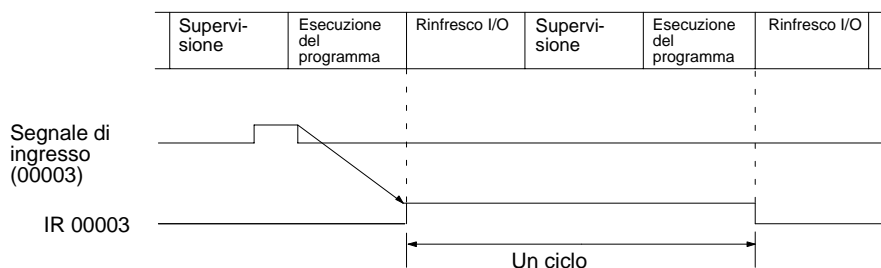 Supervi-
sione
Esecuzione
del
programma
Rinfresco I/O
Supervi-
sione
Esecuzione
del
programma
Rinfresco I/O
Segnale di
ingresso
(00003)
IR 00003
Un ciclo